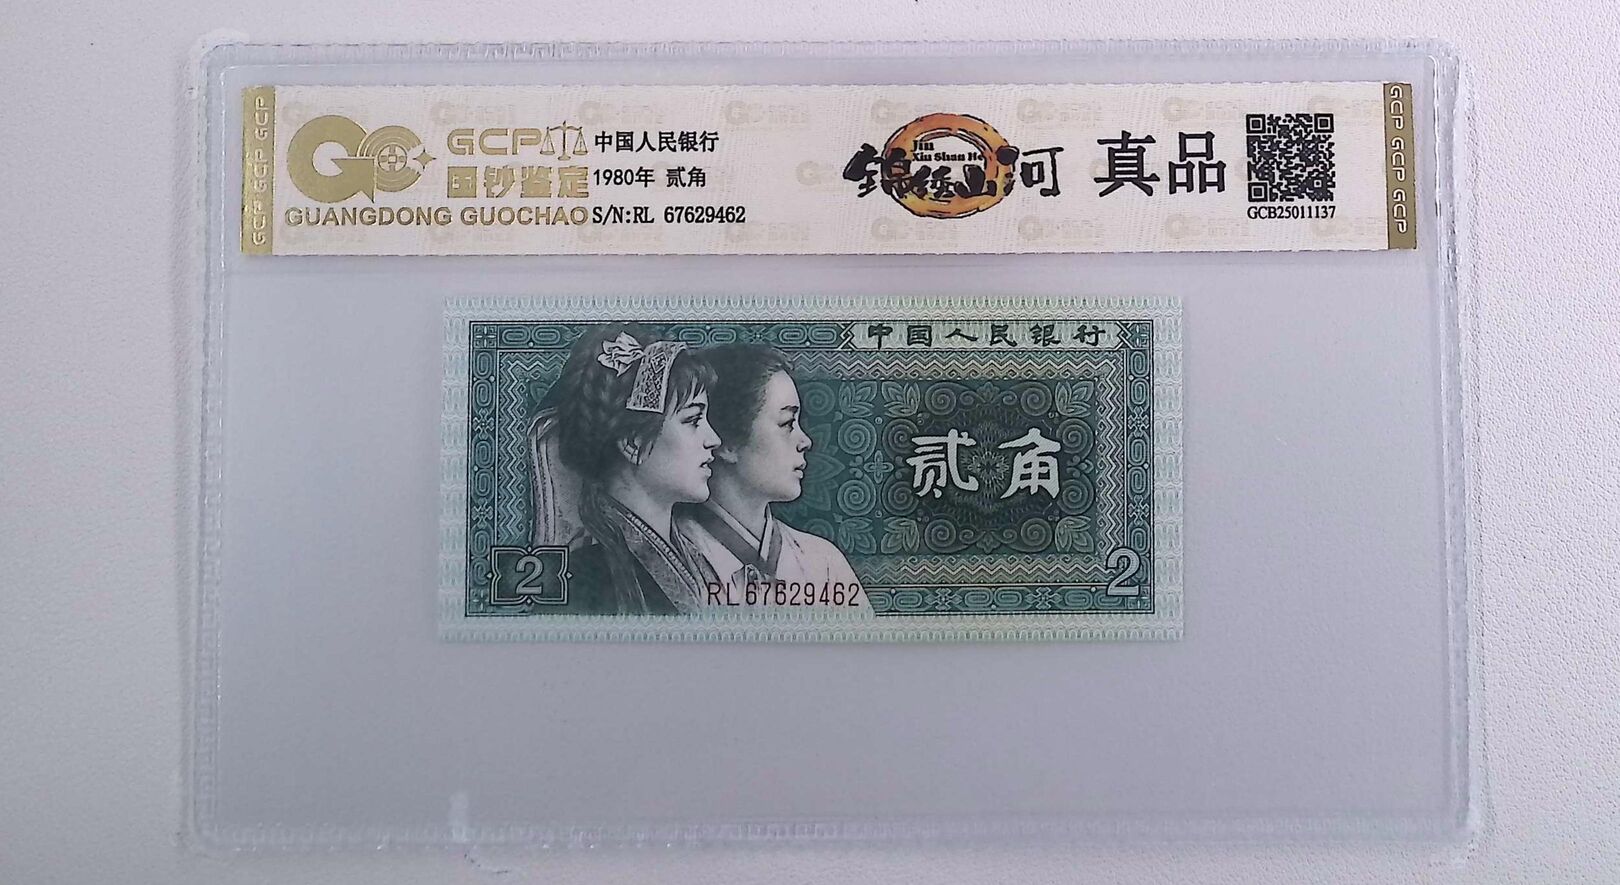 GCP GCP GCP
GCP
国钞鉴定
GUANGDONG GUOCHAO
中国人民银行
1980年 贰角
S/N:RL 67629462
Jin
Xiu Shan He
锦绣山河
真品
GCB25011137
GCP GCP GCP
中国人民银行
贰角
2
RL67629462
2